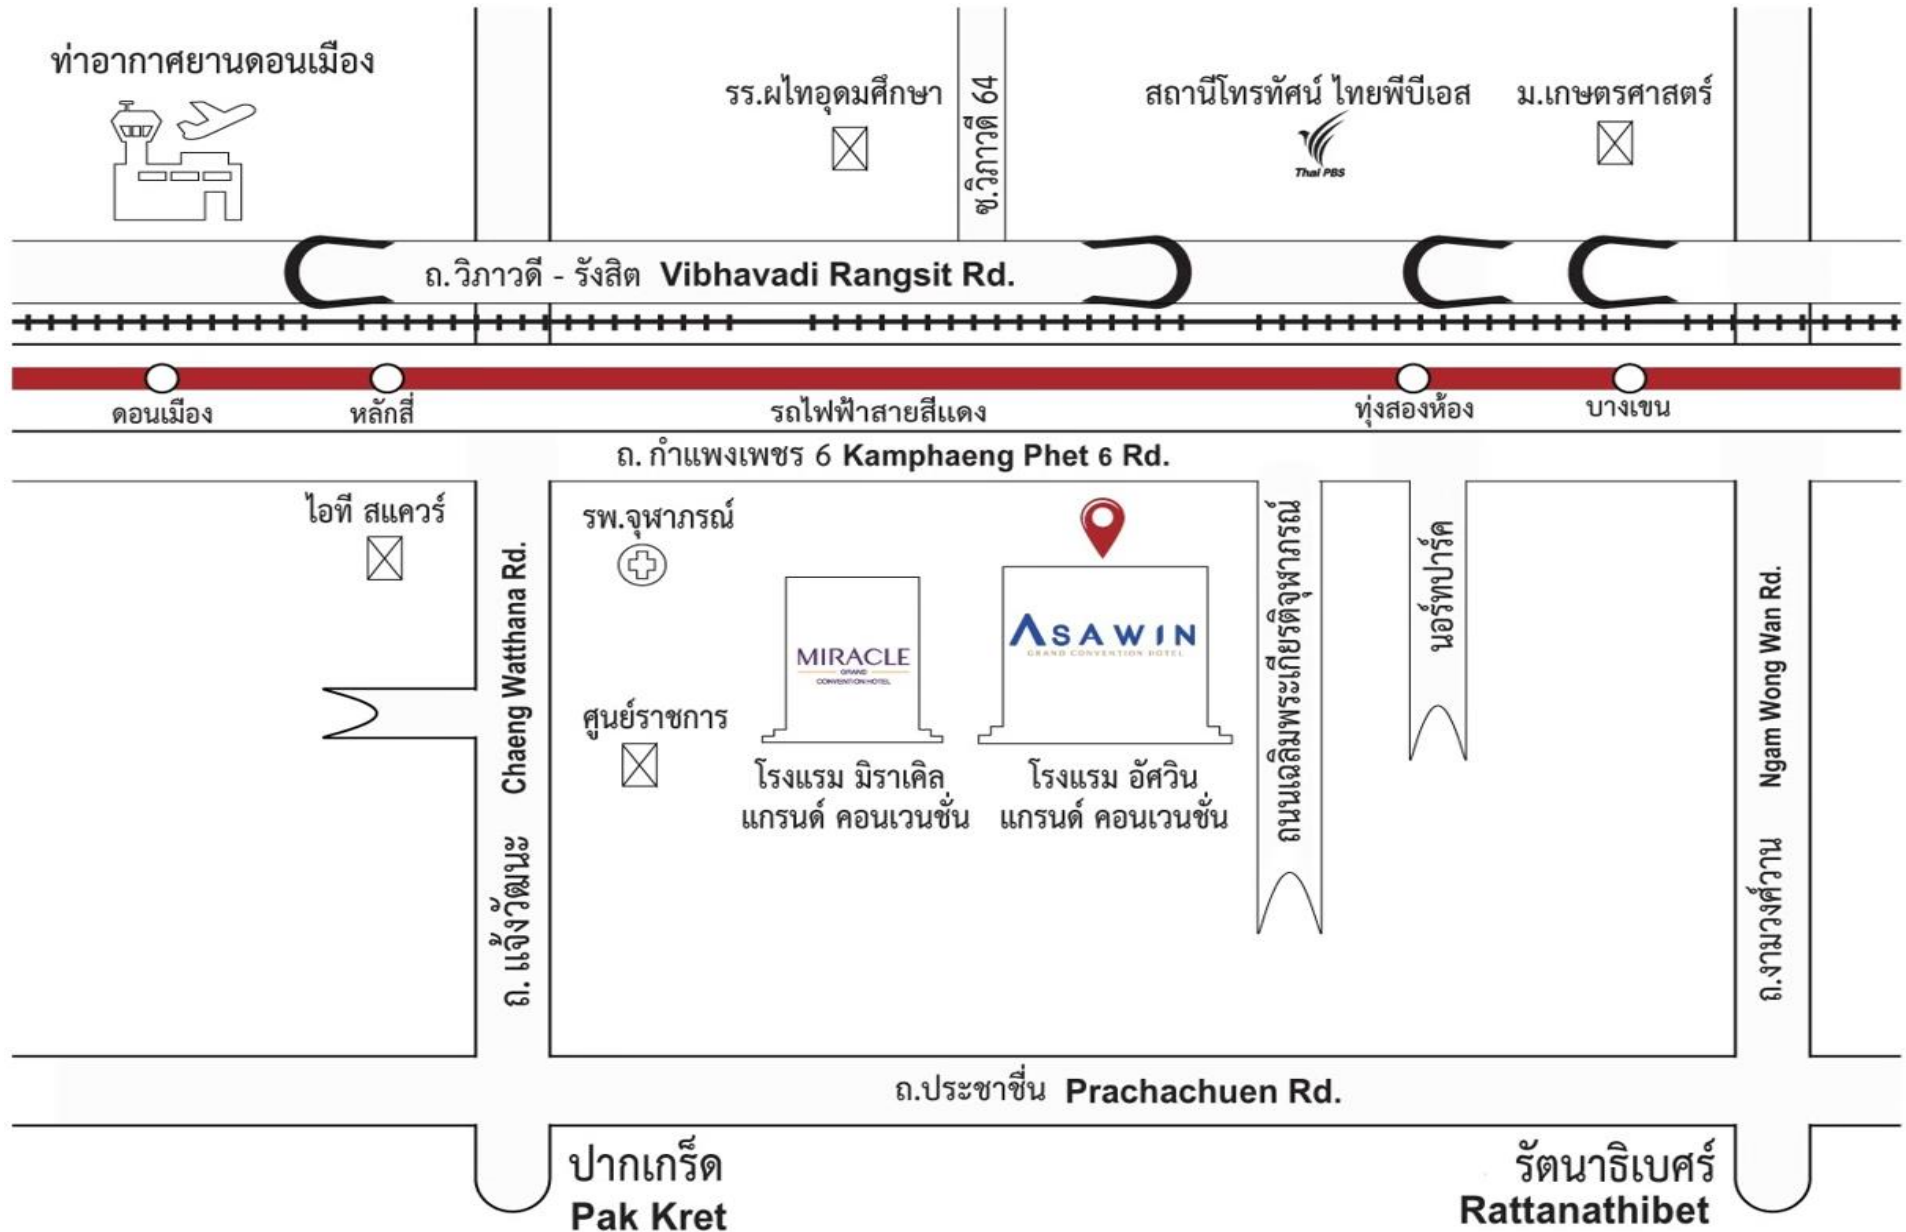 ท่าอากาศยานดอนเมือง
รร.ผไทอุดมศึกษา
ซ.วิภาวดี 64
สถานีโทรทัศน์ ไทยพีบีเอส
ม.เกษตรศาสตร์
Thai PBS
ถ.วิภาวดี - รังสิต Vibhavadi Rangsit Rd.
ดอนเมือง
หลักสี่
รถไฟฟ้าสายสีแดง
ทุ่งสองห้อง
บางเขน
ถ. กำแพงเพชร 6 Kamphaeng Phet 6 Rd.
ไอที สแควร์
รพ.จุฬาภรณ์
ถ. แจ้งวัฒนะ Chaeng Watthana Rd.
MIRACLE
GRAND
CONVENTION HOTEL
ASAWIN
GRAND CONVENTION HOTEL
ถนนเฉลิมพระเกียรติจุฬาภรณ์
นอร์ทปาร์ค
ถ.งามวงศ์วาน Ngam Wong Wan Rd.
ศูนย์ราชการ
โรงแรม มิราเคิล
แกรนด์ คอนเวนชั่น
โรงแรม อัศวิน
แกรนด์ คอนเวนชั่น
ถ.ประชาชื่น Prachachuen Rd.
ปากเกร็ด
Pak Kret
รัตนาธิเบศร์
Rattanathibet